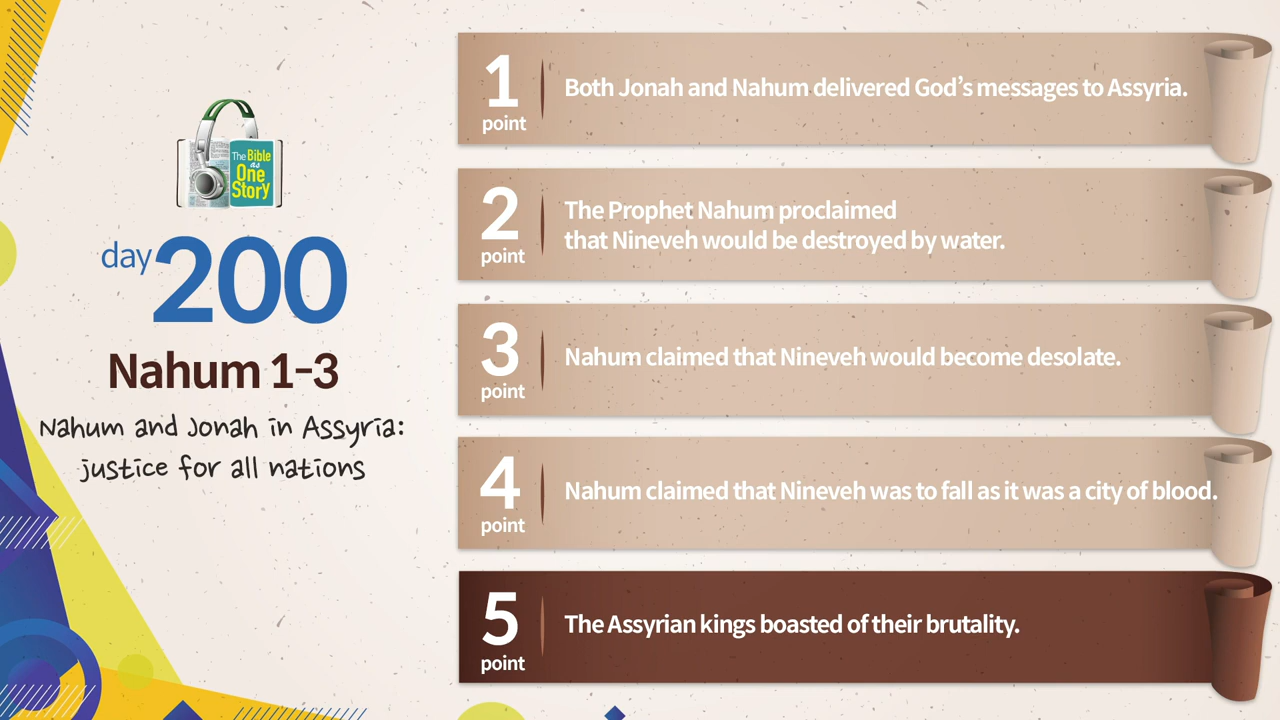 The Bible
as
One
Story
day 200
Nahum 1-3
Nahum and Jonah in Assyria:
justice for all nations
1
point
Both Jonah and Nahum delivered God’s messages to Assyria.
2
point
The Prophet Nahum proclaimed
that Nineveh would be destroyed by water.
3
point
Nahum claimed that Nineveh would become desolate.
4
point
Nahum claimed that Nineveh was to fall as it was a city of blood.
5
point
The Assyrian kings boasted of their brutality.